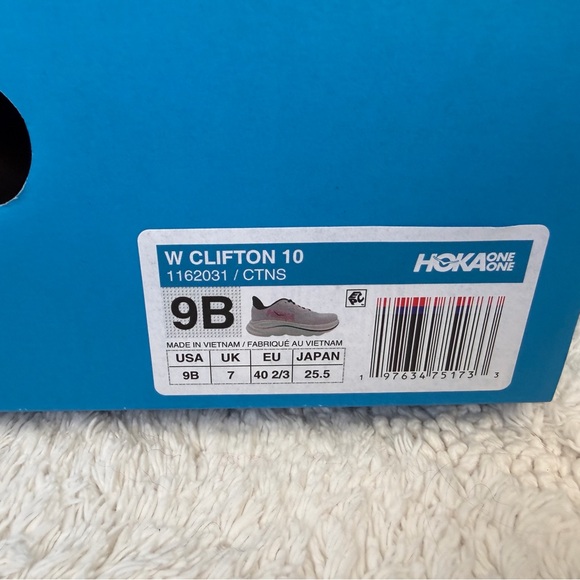 W CLIFTON 10
1162031 / CTNS
HOKA ONE ONE
9B
MADE IN VIETNAM / FABRIQUÉ AU VIETNAM
USA UK EU JAPAN
9B 7 40 2/3 25.5
1 97634 75173 3